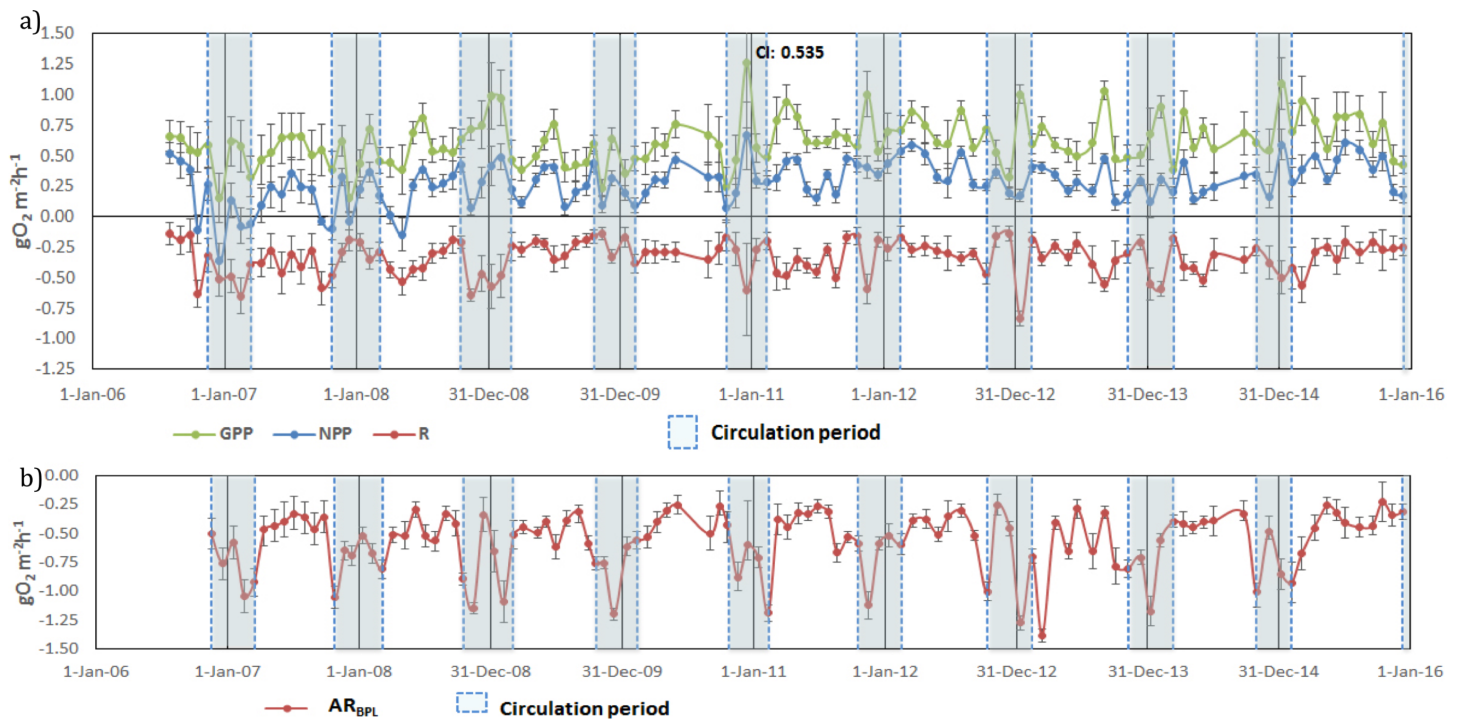 a)
1.50
1.25
1.00
0.75
0.50
0.25
0.00
-0.25
-0.50
-0.75
-1.00
-1.25
gO2 m-2h-1
CI: 0.535
1-Jan-06 1-Jan-07 1-Jan-08 31-Dec-08 31-Dec-09 1-Jan-11 1-Jan-12 31-Dec-12 31-Dec-13 31-Dec-14 1-Jan-16
GPP NPP R Circulation period
b)
0.00
-0.25
-0.50
-0.75
-1.00
-1.25
-1.50
gO2 m-2h-1
1-Jan-06 1-Jan-07 1-Jan-08 31-Dec-08 31-Dec-09 1-Jan-11 1-Jan-12 31-Dec-12 31-Dec-13 31-Dec-14 1-Jan-16
ARBPL Circulation period